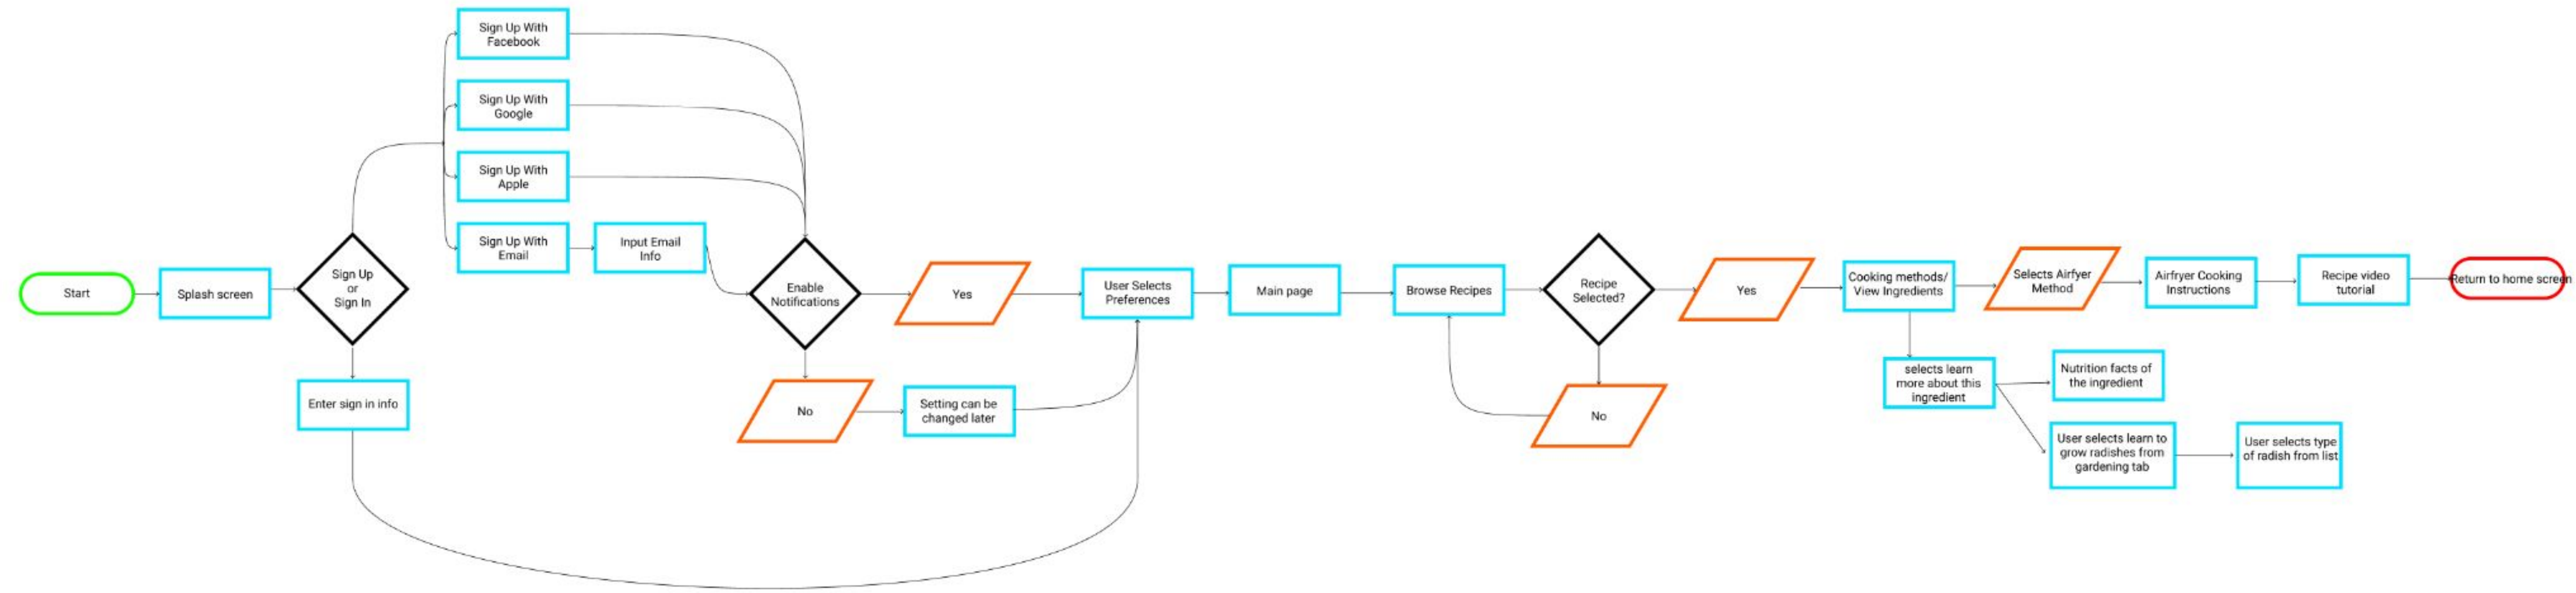 Start
Splash screen
Sign Up
or
Sign In
Enter sign in info
Sign Up With
Facebook
Sign Up With
Google
Sign Up With
Apple
Sign Up With
Email
Input Email
Info
Enable
Notifications
Yes
No
Setting can be
changed later
User Selects
Preferences
Main page
Browse Recipes
Recipe
Selected?
No
Yes
Cooking methods/
View Ingredients
Selects Airfyer
Method
Airfryer Cooking
Instructions
Recipe video
tutorial
Return to home screen
selects learn
more about this
ingredient
Nutrition facts of
the ingredient
User selects learn to
grow radishes from
gardening tab
User selects type
of radish from list